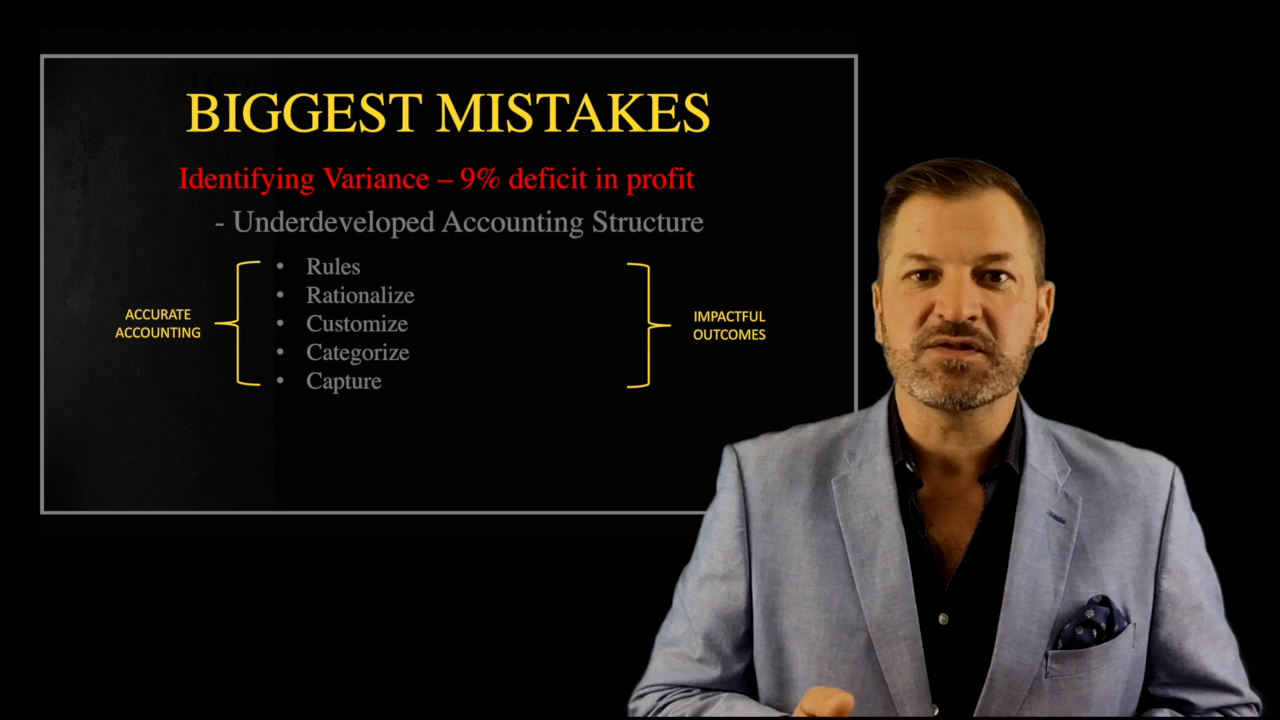 BIGGEST MISTAKES
Identifying Variance – 9% deficit in profit
- Underdeveloped Accounting Structure
• Rules
• Rationalize
• Customize
• Categorize
• Capture
ACCURATE
ACCOUNTING
IMPACTFUL
OUTCOMES